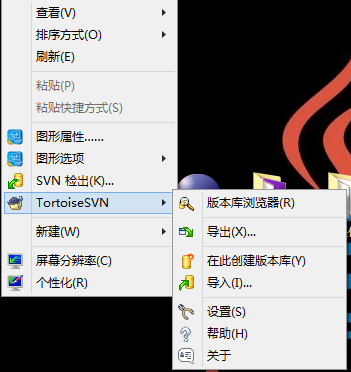 查看(V)
排序方式(O)
刷新(E)
粘贴(P)
粘贴快捷方式(S)
图形属性......
图形选项
SVN 检出(K)...
TortoiseSVN
新建(W)
屏幕分辨率(C)
个性化(R)
版本库浏览器(R)
导出(X)...
在此创建版本库(Y)
导入(I)...
设置(S)
帮助(H)
关于